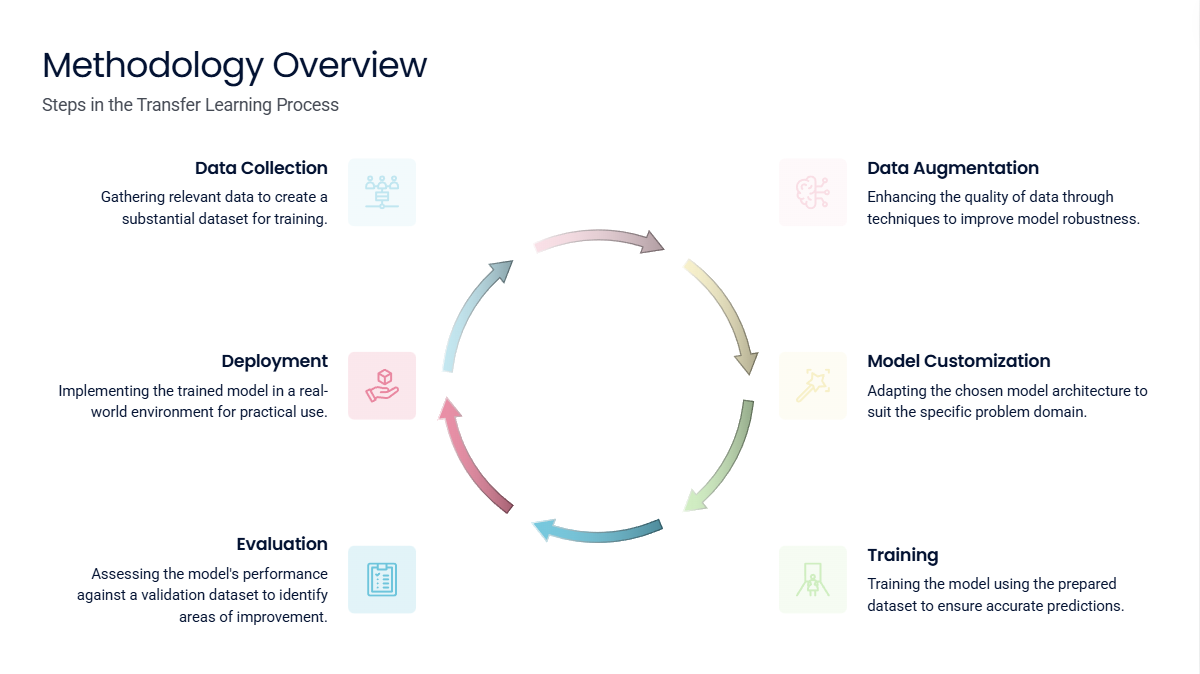 Methodology Overview
Steps in the Transfer Learning Process
Data Collection
Gathering relevant data to create a
substantial dataset for training.
Data Augmentation
Enhancing the quality of data through
techniques to improve model robustness.
Deployment
Implementing the trained model in a real-
world environment for practical use.
Model Customization
Adapting the chosen model architecture to
suit the specific problem domain.
Evaluation
Assessing the model's performance
against a validation dataset to identify
areas of improvement.
Training
Training the model using the prepared
dataset to ensure accurate predictions.